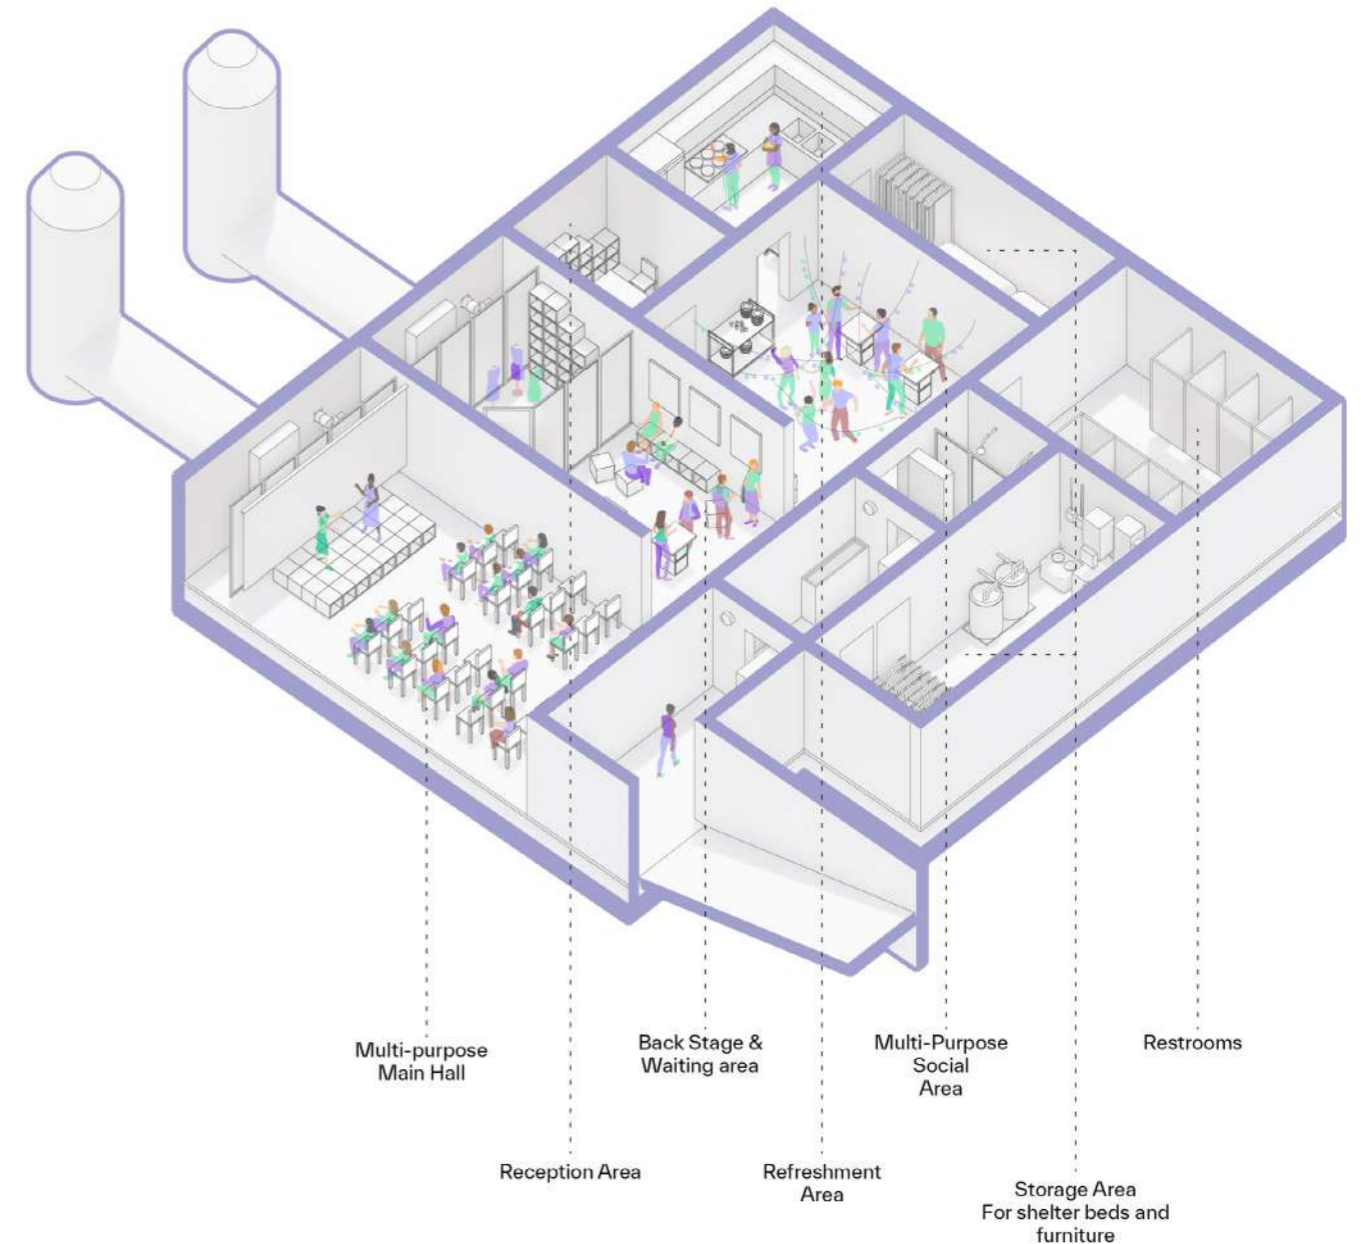 Multi-purpose
Main Hall
Back Stage &
Waiting area
Multi-Purpose
Social
Area
Restrooms
Reception Area
Refreshment
Area
Storage Area
For shelter beds and
furniture